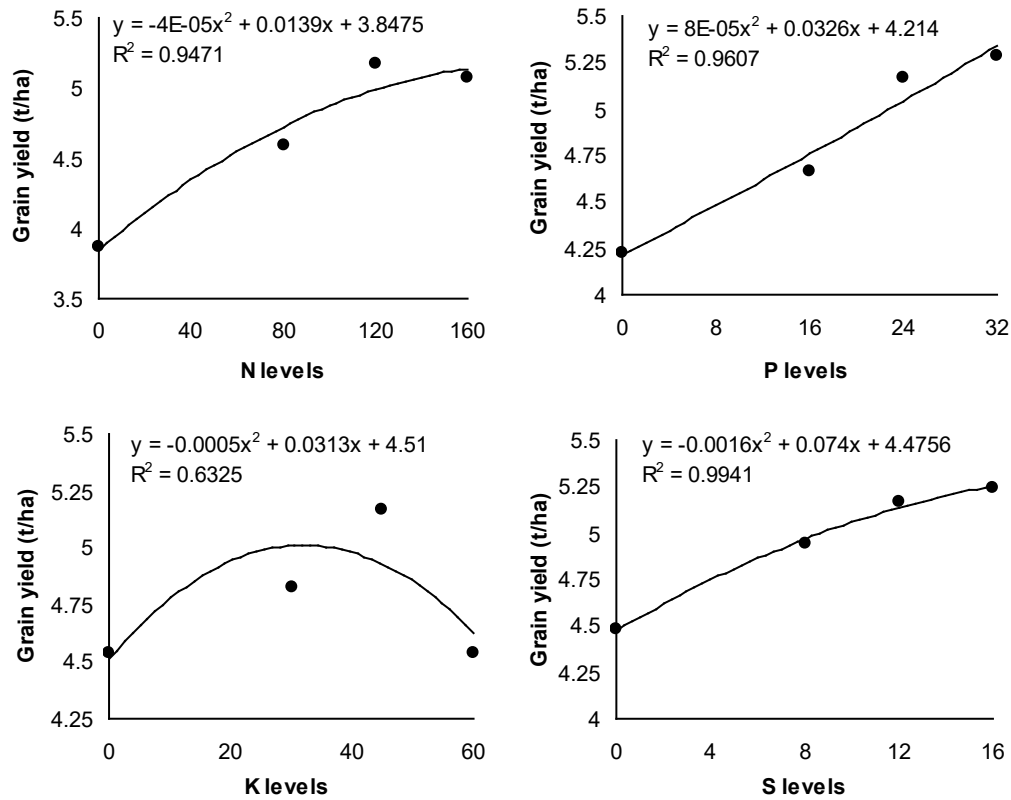 y = -4E-05x² + 0.0139x + 3.8475
R² = 0.9471
Grain yield (t/ha)
5.5
5
4.5
4
3.5
0 40 80 120 160
N levels
y = 8E-05x² + 0.0326x + 4.214
R² = 0.9607
Grain yield (t/ha)
5.5
5.25
5
4.75
4.5
4.25
4
0 8 16 24 32
P levels
y = -0.0005x² + 0.0313x + 4.51
R² = 0.6325
Grain yield (t/ha)
5.5
5.25
5
4.75
4.5
4.25
0 20 40 60
K levels
y = -0.0016x² + 0.074x + 4.4756
R² = 0.9941
Grain yield (t/ha)
5.5
5.25
5
4.75
4.5
4.25
4
0 4 8 12 16
S levels